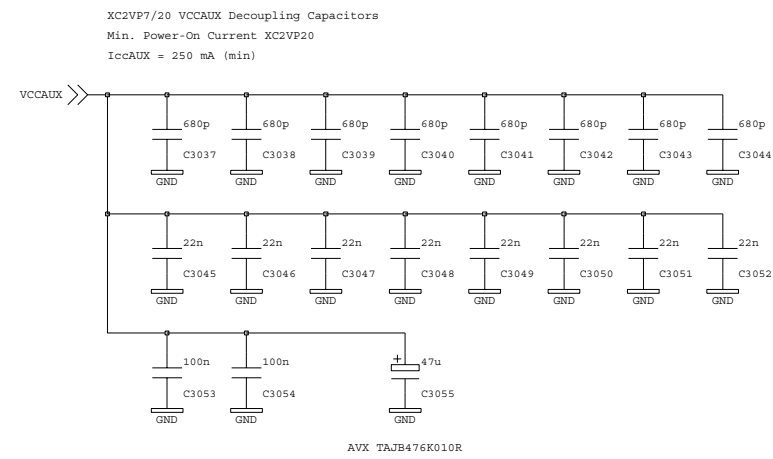 XC2VP7/20 VCCAUX Decoupling Capacitors
Min. Power-On Current XC2VP20
IccAUX = 250 mA (min)
VCCAUX
680p 680p 680p 680p 680p 680p 680p 680p
C3037 C3038 C3039 C3040 C3041 C3042 C3043 C3044
GND GND GND GND GND GND GND GND
22n 22n 22n 22n 22n 22n 22n 22n
C3045 C3046 C3047 C3048 C3049 C3050 C3051 C3052
GND GND GND GND GND GND GND GND
100n 100n + 47u
C3053 C3054 C3055
GND GND GND
AVX TAJB476K010R